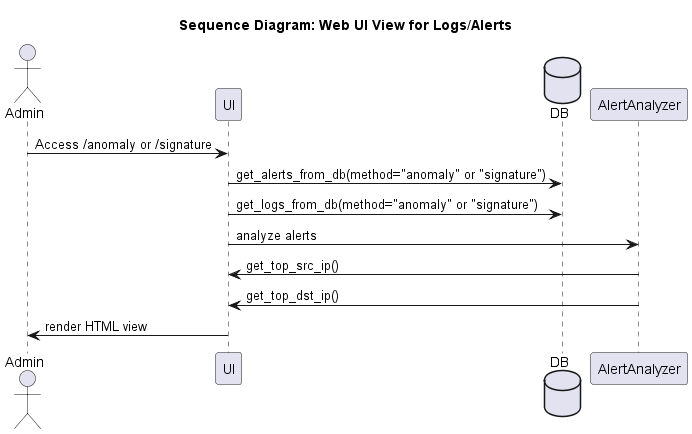 Sequence Diagram: Web UI View for Logs/Alerts
Admin
UI
DB
AlertAnalyzer
Access /anomaly or /signature
get_alerts_from_db(method="anomaly" or "signature")
get_logs_from_db(method="anomaly" or "signature")
analyze alerts
get_top_src_ip()
get_top_dst_ip()
render HTML view
Admin
UI
DB
AlertAnalyzer